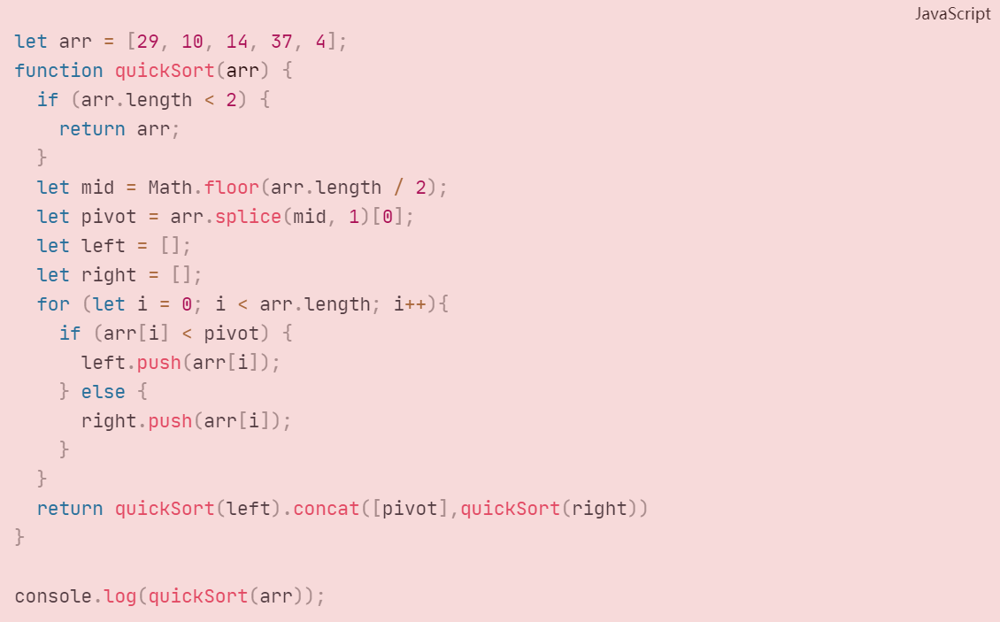 JavaScript
let arr = [29, 10, 14, 37, 4];
function quickSort(arr) {
  if (arr.length < 2) {
    return arr;
  }
  let mid = Math.floor(arr.length / 2);
  let pivot = arr.splice(mid, 1)[0];
  let left = [];
  let right = [];
  for (let i = 0; i < arr.length; i++){
    if (arr[i] < pivot) {
      left.push(arr[i]);
    } else {
      right.push(arr[i]);
    }
  }
  return quickSort(left).concat([pivot],quickSort(right))
}

console.log(quickSort(arr));